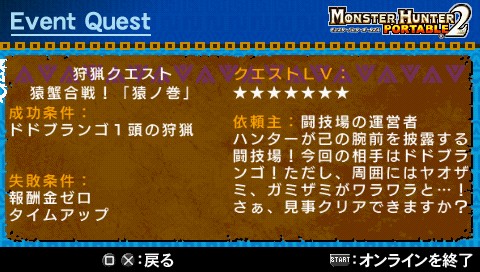 Event Quest
MONSTER HUNTER
PORTABLE 2
狩猟クエスト
猿蟹合戦!「猿ノ巻」
成功条件:
ドドブランゴ1頭の狩猟
失敗条件:
報酬金ゼロ
タイムアップ
クエストLV:
★★★★★★★
依頼主:闘技場の運営者
ハンターが己の腕前を披露する
闘技場!今回の相手はドドブラ
ンゴ!ただし、周囲にはヤオザ
ミ、ガミザミがワラワラと…!
さぁ、見事クリアできますか?
□×:戻る
START:オンラインを終了